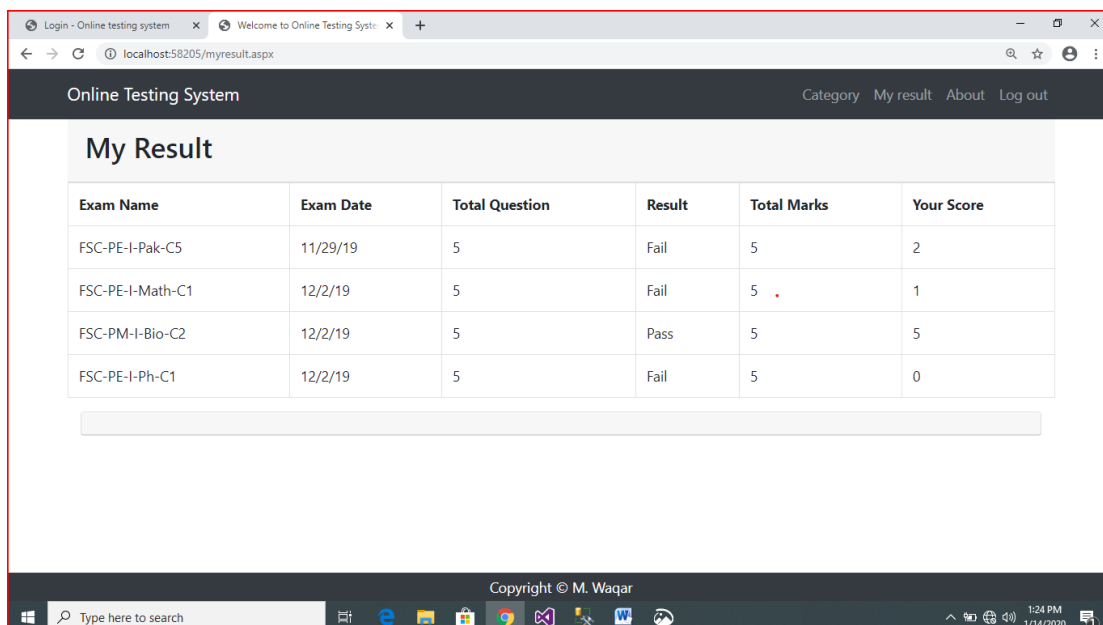 Login - Online testing system Welcome to Online Testing Syste
localhost:58205/myresult.aspx
Online Testing System Category My result About Log out
My Result
Exam Name Exam Date Total Question Result Total Marks Your Score
FSC-PE-I-Pak-C5 11/29/19 5 Fail 5 2
FSC-PE-I-Math-C1 12/2/19 5 Fail 5 1
FSC-PM-I-Bio-C2 12/2/19 5 Pass 5 5
FSC-PE-I-Ph-C1 12/2/19 5 Fail 5 0
Copyright © M. Waqar
Type here to search 1:24 PM
1/14/2020